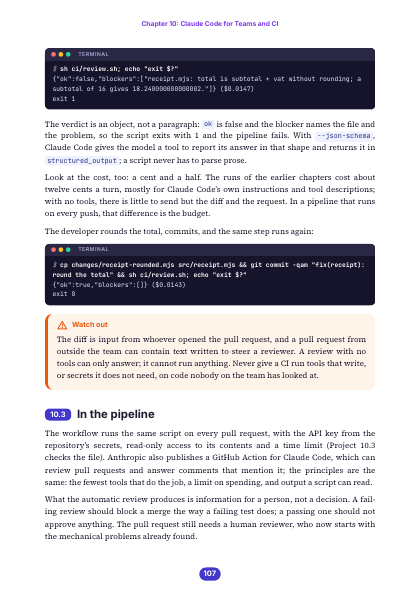 Chapter 10: Claude Code for Teams and CI
TERMINAL
$ sh ci/review.sh; echo "exit $?"
{"ok":false,"blockers":["receipt.mjs: total is subtotal + vat without rounding; a
subtotal of 16 gives 18.240000000000002."]} ($0.0147)
exit 1
The verdict is an object, not a paragraph: ok is false and the blocker names the file and
the problem, so the script exits with 1 and the pipeline fails. With --json-schema,
Claude Code gives the model a tool to report its answer in that shape and returns it in
structured_output; a script never has to parse prose.
Look at the cost, too: a cent and a half. The runs of the earlier chapters cost about
twelve cents a turn, mostly for Claude Code's own instructions and tool descriptions;
with no tools, there is little to send but the diff and the request. In a pipeline that runs
on every push, that difference is the budget.
The developer rounds the total, commits, and the same step runs again:
TERMINAL
$ cp changes/receipt-rounded.mjs src/receipt.mjs && git commit -qam "fix(receipt):
round the total" && sh ci/review.sh; echo "exit $?"
{"ok":true,"blockers":[]} ($0.0143)
exit 0
Watch out
The diff is input from whoever opened the pull request, and a pull request from
outside the team can contain text written to steer a reviewer. A review with no
tools can only answer; it cannot run anything. Never give a CI run tools that write,
or secrets it does not need, on code nobody on the team has looked at.
10.3 In the pipeline
The workflow runs the same script on every pull request, with the API key from the
repository's secrets, read-only access to its contents and a time limit (Project 10.3
checks the file). Anthropic also publishes a GitHub Action for Claude Code, which can
review pull requests and answer comments that mention it; the principles are the
same: the fewest tools that do the job, a limit on spending, and output a script can read.
What the automatic review produces is information for a person, not a decision. A fail-
ing review should block a merge the way a failing test does; a passing one should not
approve anything. The pull request still needs a human reviewer, who now starts with
the mechanical problems already found.
107